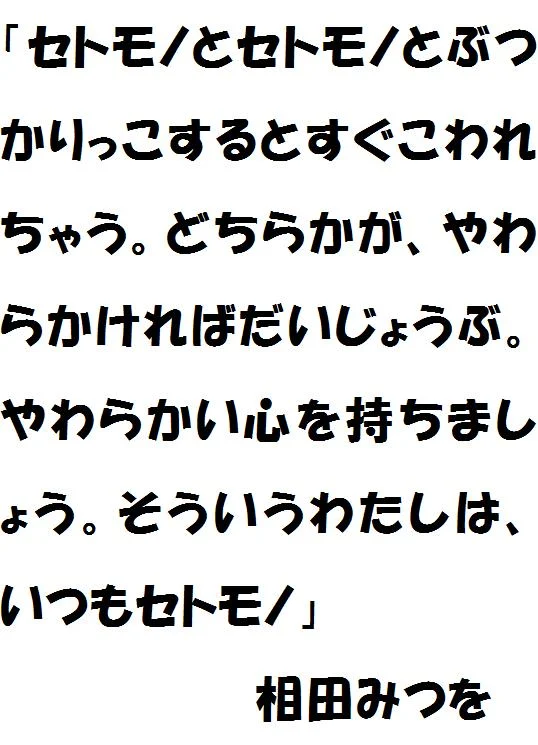 「セトモノとセトモノとぶつ
かりっこするとすぐこわれ
ちゃう。どちらかが、やわ
らかければだいじょうぶ。
やわらかい心を持ちまし
ょう。そういうわたしは、
いつもセトモノ」
相田みつを